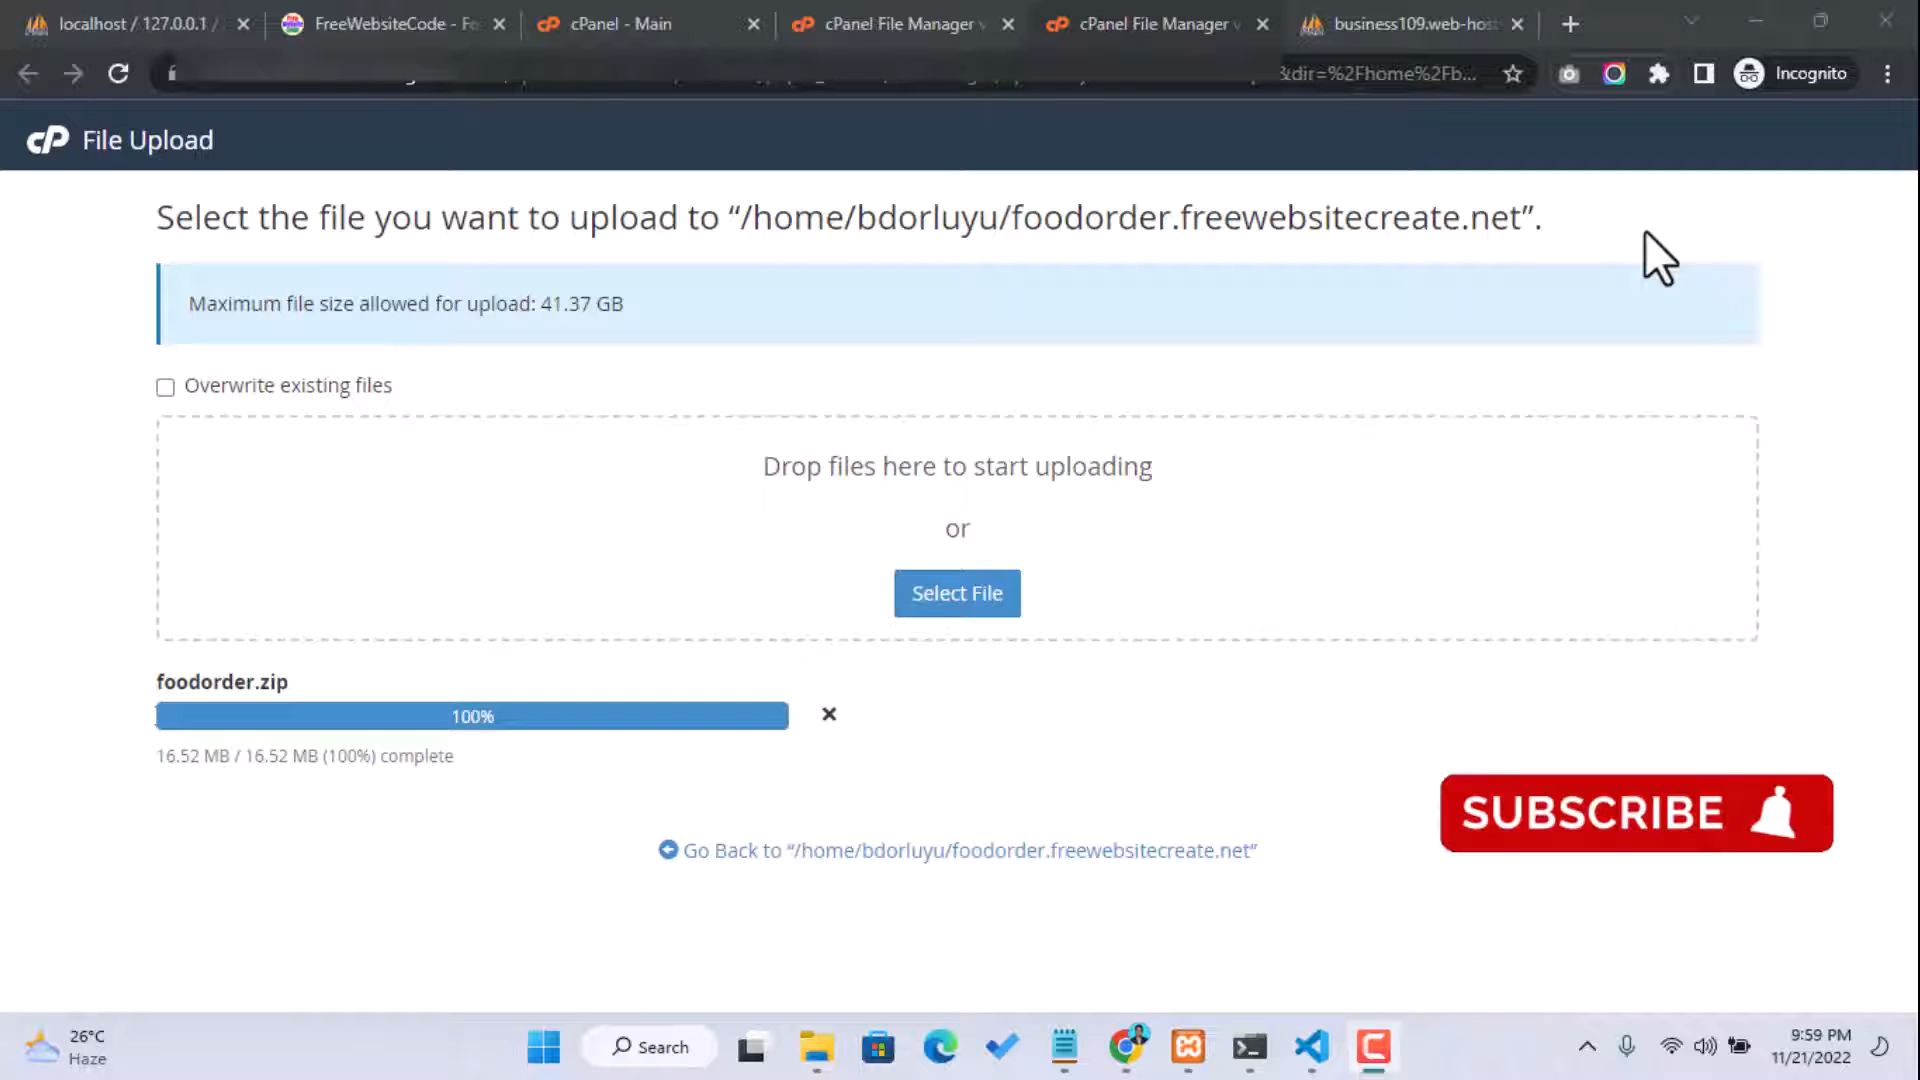 localhost / 127.0.0.1 /
FreeWebsiteCode - Fo
cPanel - Main
cPanel File Manager v
cPanel File Manager v
business109.web-host
&dir=%2Fhome%2Fb...
Incognito
cP File Upload
Select the file you want to upload to “/home/bdorluyu/foodorder.freewebsitecreate.net”.
Maximum file size allowed for upload: 41.37 GB
Overwrite existing files
Drop files here to start uploading
or
Select File
foodorder.zip
100%
16.52 MB / 16.52 MB (100%) complete
SUBSCRIBE
Go Back to “/home/bdorluyu/foodorder.freewebsitecreate.net”
26°C
Haze
Search
9:59 PM
11/21/2022